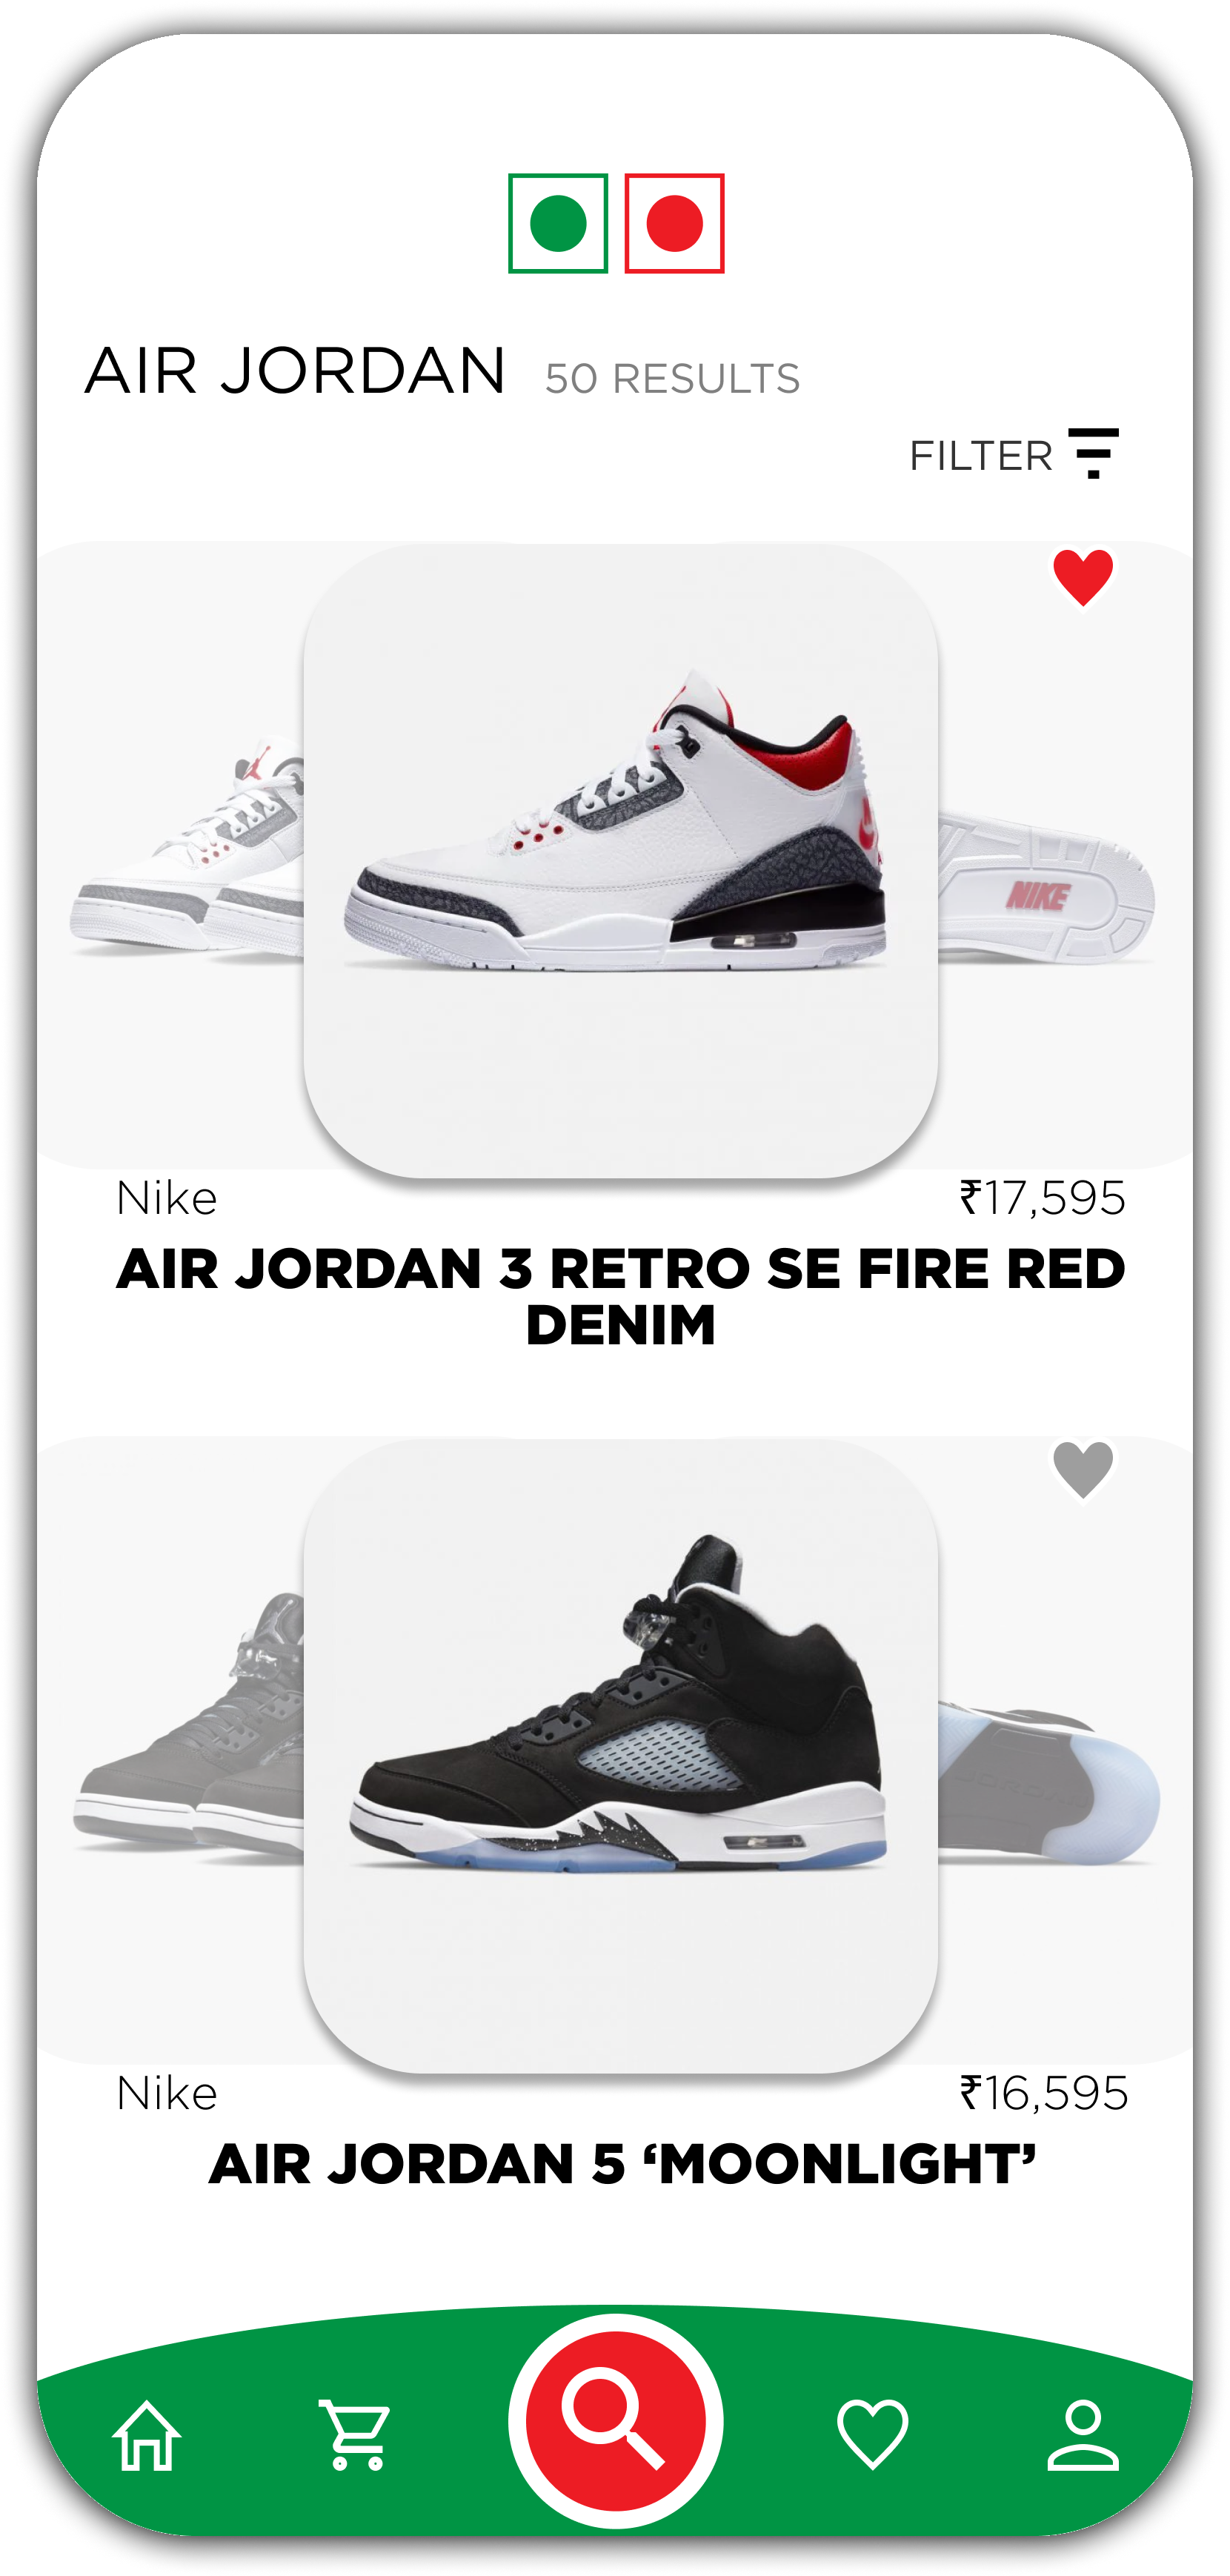 AIR JORDAN 50 RESULTS
FILTER
NIKE
Nike ₹17,595
AIR JORDAN 3 RETRO SE FIRE RED
DENIM
Nike ₹16,595
AIR JORDAN 5 ‘MOONLIGHT’